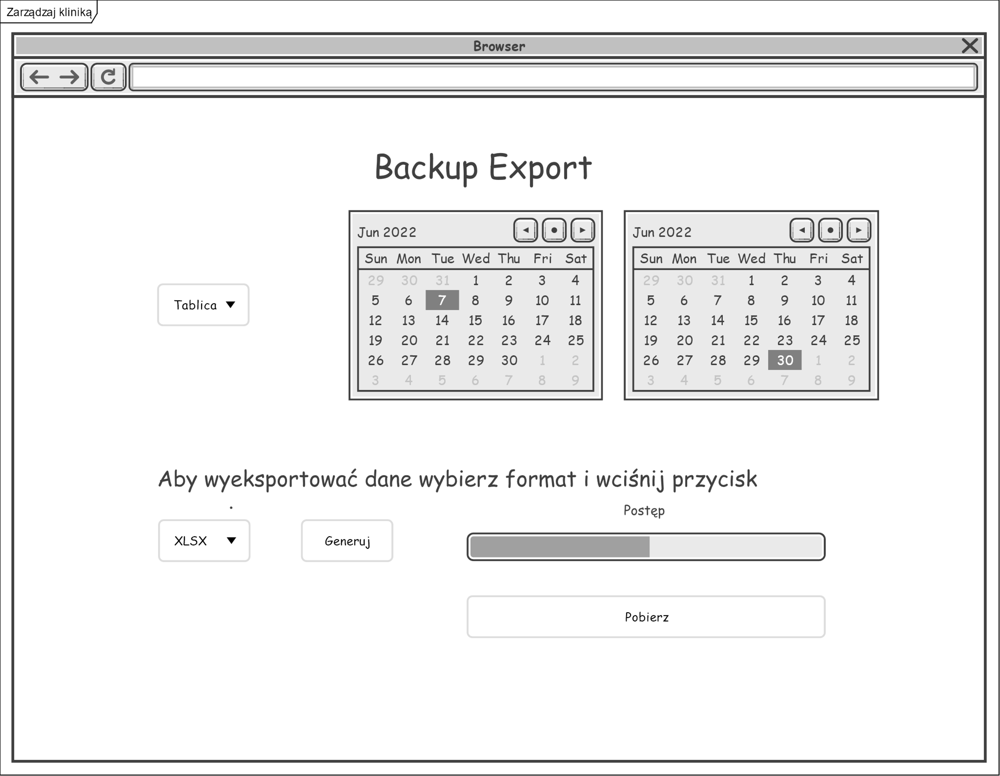 Zarządzaj kliniką
Browser
Backup Export
Jun 2022
Sun Mon Tue Wed Thu Fri Sat
29 30 31 1 2 3 4
5 6 7 8 9 10 11
12 13 14 15 16 17 18
19 20 21 22 23 24 25
26 27 28 29 30 1 2
3 4 5 6 7 8 9
Jun 2022
Sun Mon Tue Wed Thu Fri Sat
29 30 31 1 2 3 4
5 6 7 8 9 10 11
12 13 14 15 16 17 18
19 20 21 22 23 24 25
26 27 28 29 30 1 2
3 4 5 6 7 8 9
Tablica
Aby wyeksportować dane wybierz format i wciśnij przycisk
.
Postęp
XLSX
Generuj
Pobierz